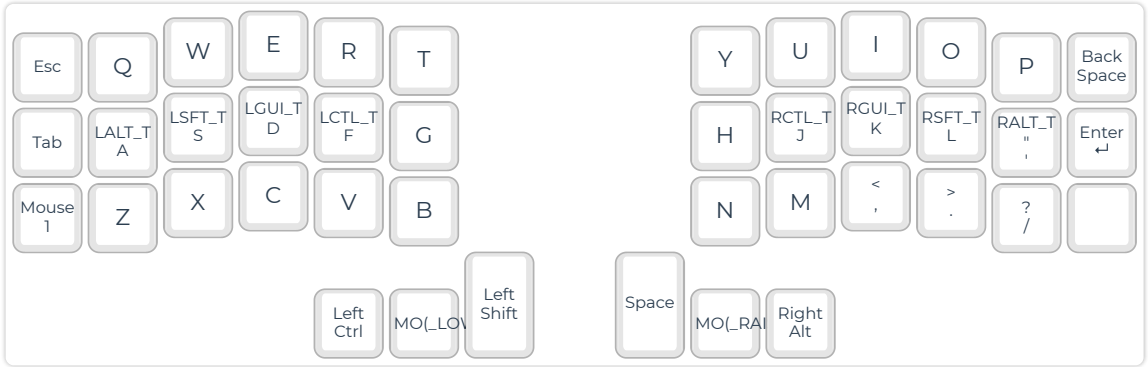 Esc Q W E R T Y U I O P Back Space
Tab LALT_T A LSFT_T S LGUI_T D LCTL_T F G H RCTL_T J RGUI_T K RSFT_T L RALT_T " ' Enter ↵
Mouse 1 Z X C V B N M < , > . ? /
Left Ctrl MO(_LOW Left Shift Space MO(_RAI Right Alt